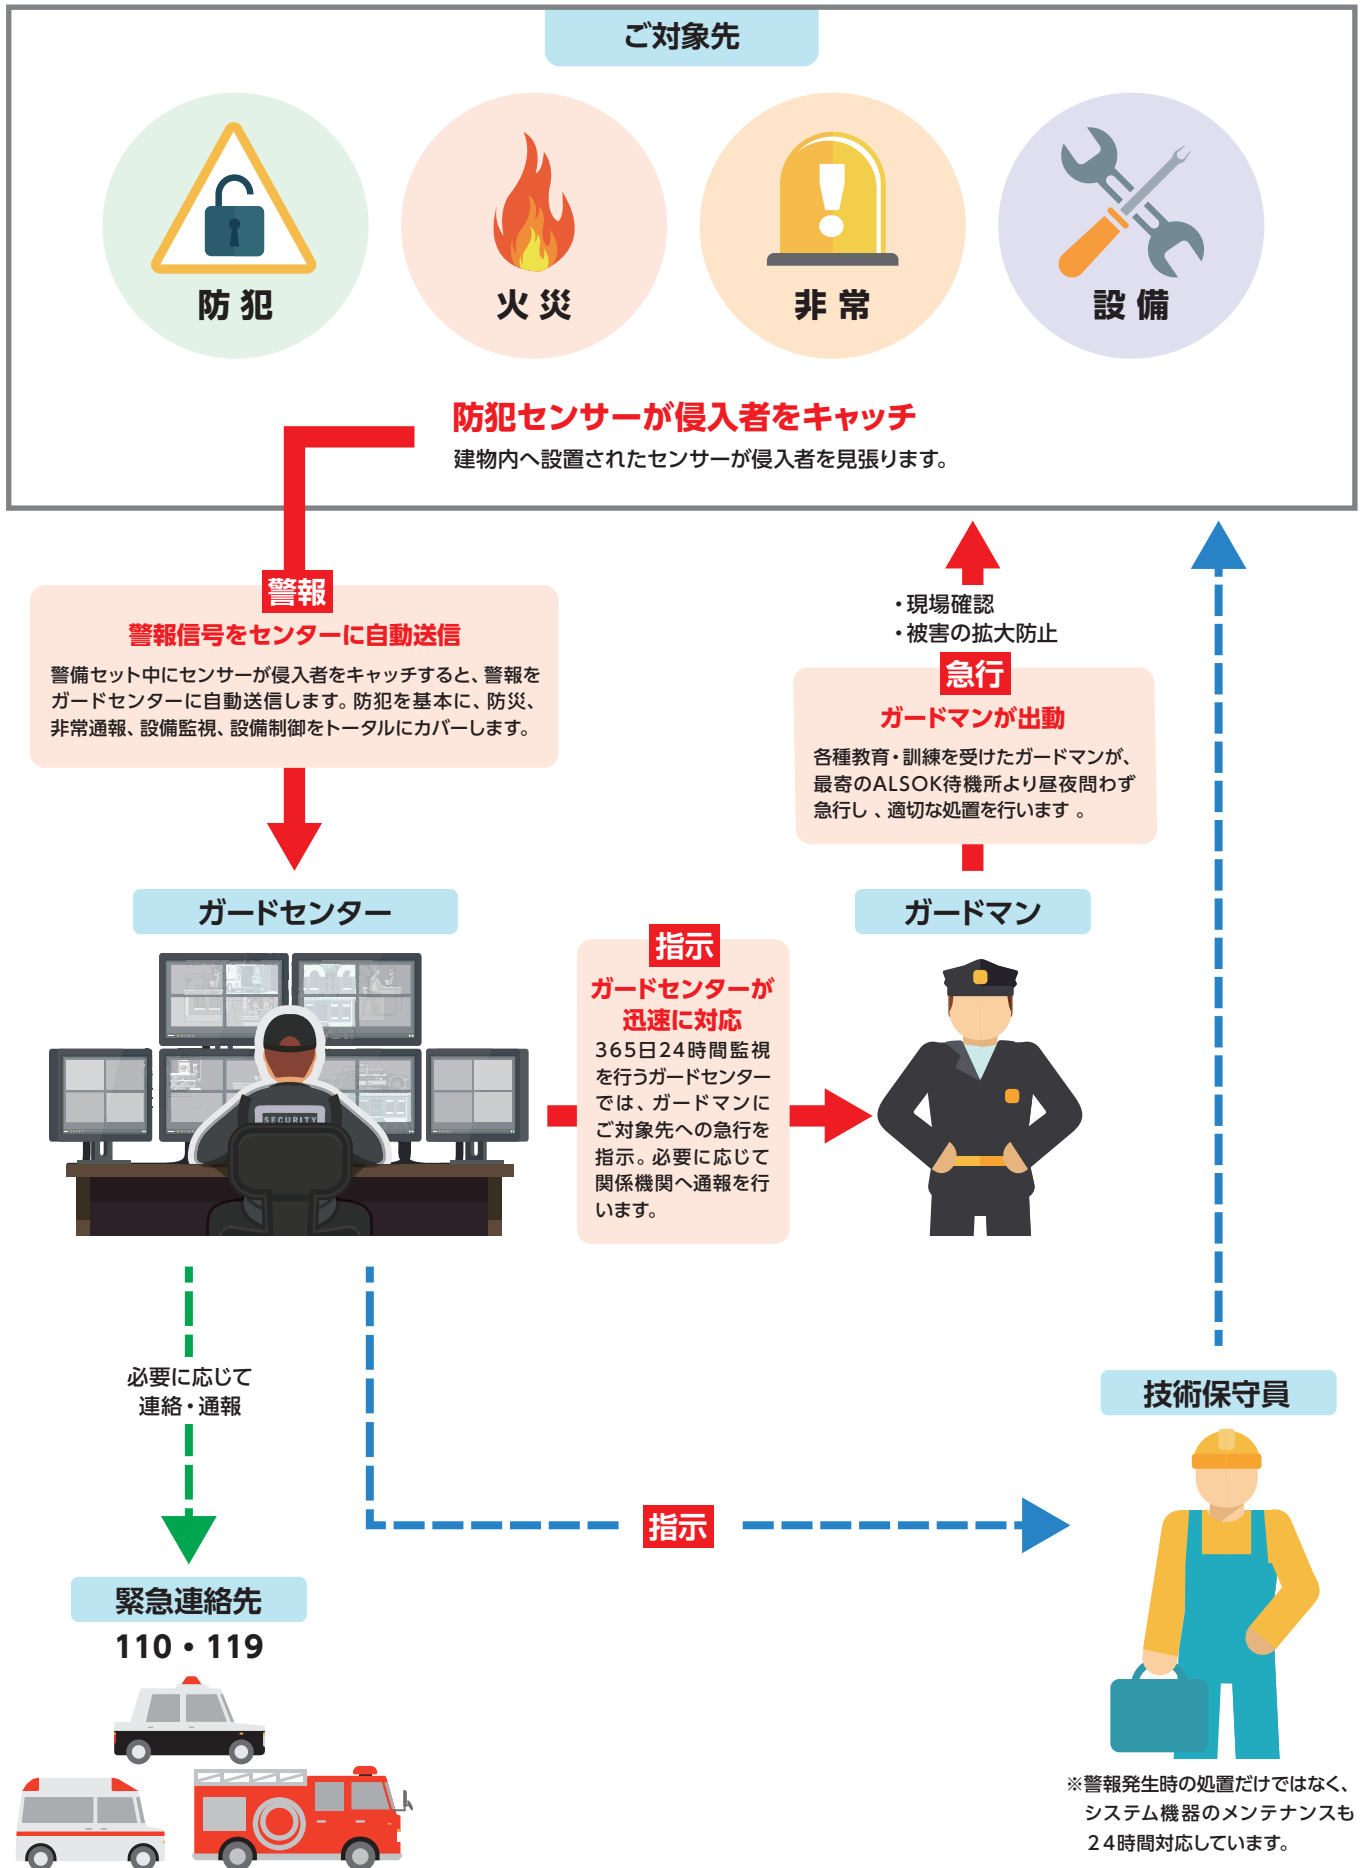 ご対象先
防犯
火災
非常
設備
防犯センサーが侵入者をキャッチ
建物内へ設置されたセンサーが侵入者を見張ります。
警報
警報信号をセンターに自動送信
警備セット中にセンサーが侵入者をキャッチすると、警報を
ガードセンターに自動送信します。防犯を基本に、防災、
非常通報、設備監視、設備制御をトータルにカバーします。
・現場確認
・被害の拡大防止
急行
ガードマンが出動
各種教育・訓練を受けたガードマンが、
最寄のALSOK待機所より昼夜問わず
急行し、適切な処置を行います。
ガードセンター
ガードマン
指示
ガードセンターが
迅速に対応
365日24時間監視
を行うガードセンター
では、ガードマンに
ご対象先への急行を
指示。必要に応じて
関係機関へ通報を行
います。
SECURITY
必要に応じて
連絡・通報
技術保守員
指示
緊急連絡先
110・119
※警報発生時の処置だけではなく、
システム機器のメンテナンスも
24時間対応しています。